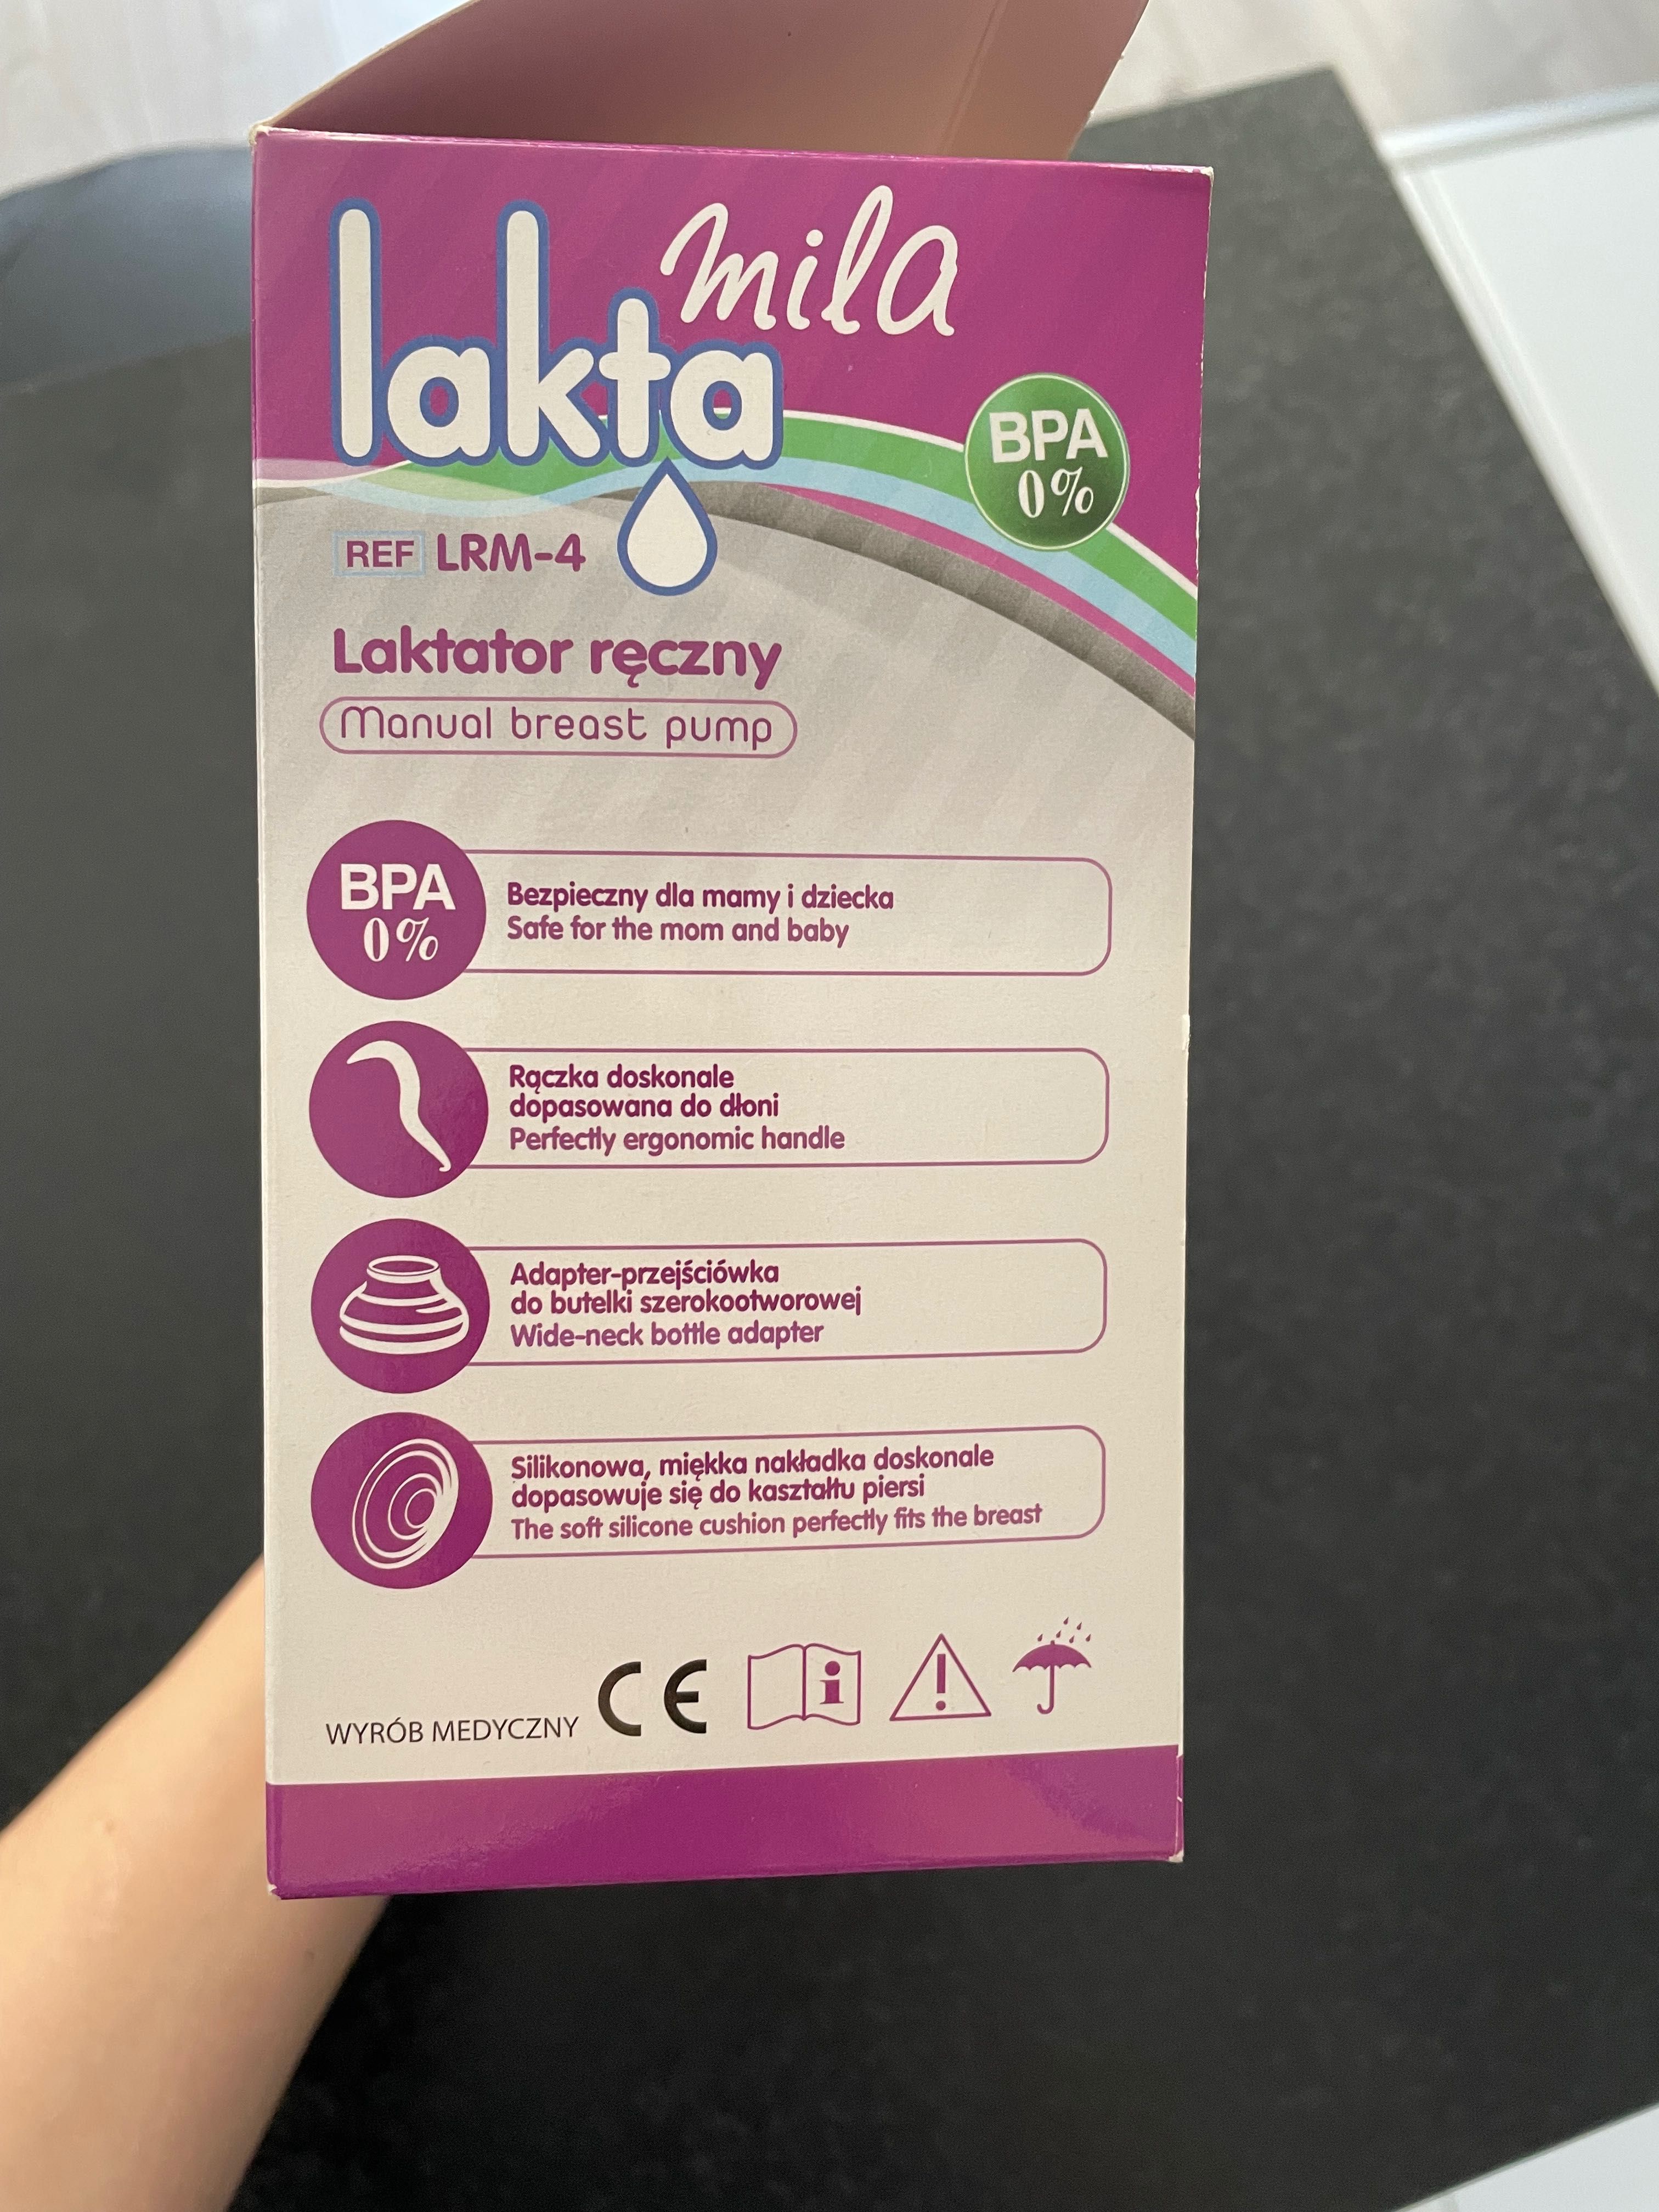 lakta mila
BPA
0%
REF LRM-4
Laktator ręczny
Manual breast pump
BPA
0%
Bezpieczny dla mamy i dziecka
Safe for the mom and baby
Rączka doskonale
dopasowana do dłoni
Perfectly ergonomic handle
Adapter-przejściówka
do butelki szerokootworowej
Wide-neck bottle adapter
Silikonowa, miękka nakładka doskonale
dopasowuje się do kaształtu piersi
The soft silicone cushion perfectly fits the breast
WYRÓB MEDYCZNY CE i !